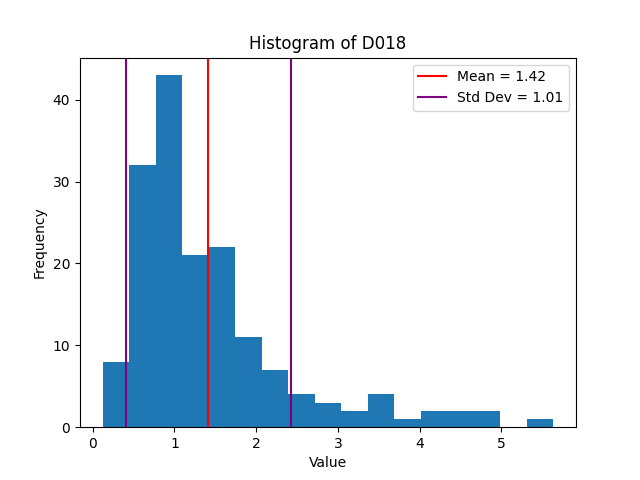 Histogram of D018
Mean = 1.42
Std Dev = 1.01
Frequency
40
30
20
10
0
0 1 2 3 4 5
Value